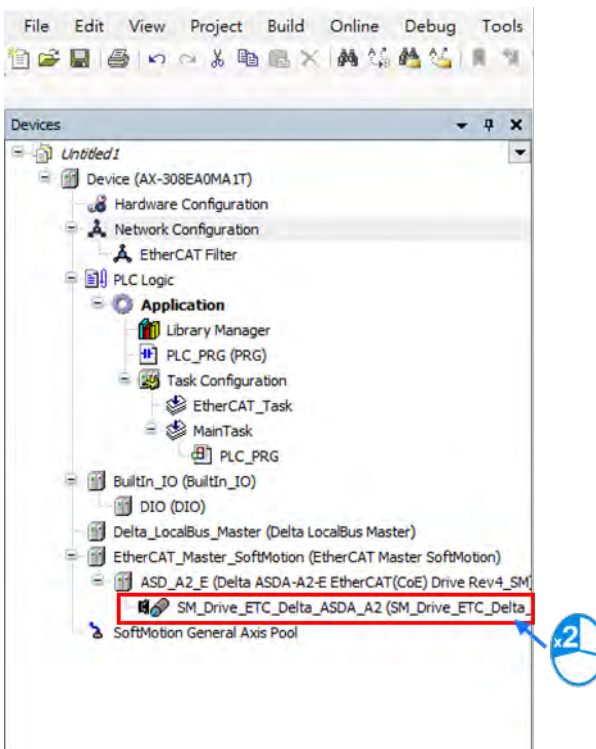 File Edit View Project Build Online Debug Tools
Devices
Untitled1
Device (AX-308EA0MA1T)
Hardware Configuration
Network Configuration
EtherCAT Filter
PLC Logic
Application
Library Manager
PLC_PRG (PRG)
Task Configuration
EtherCAT_Task
MainTask
PLC_PRG
BuiltIn_IO (BuiltIn_IO)
DIO (DIO)
Delta_LocalBus_Master (Delta LocalBus Master)
EtherCAT_Master_SoftMotion (EtherCAT Master SoftMotion)
ASD_A2_E (Delta ASDA-A2-E EtherCAT(CoE) Drive Rev4_SM)
SM_Drive_ETC_Delta_ASDA_A2 (SM_Drive_ETC_Delta_
x2
SoftMotion General Axis Pool